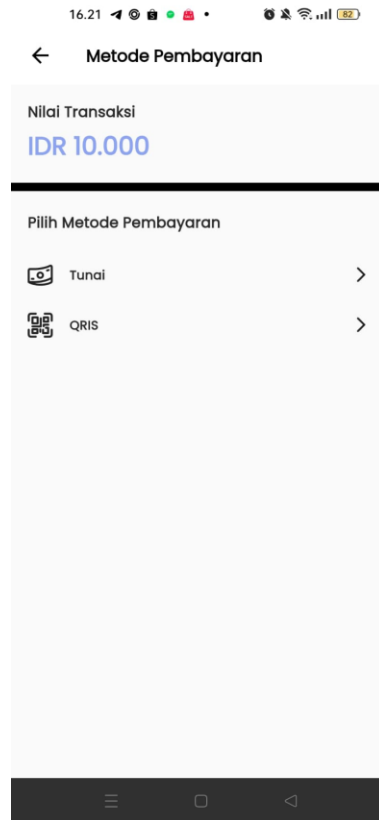 16.21
82
Metode Pembayaran
Nilai Transaksi
IDR 10.000
Pilih Metode Pembayaran
Tunai
QRIS